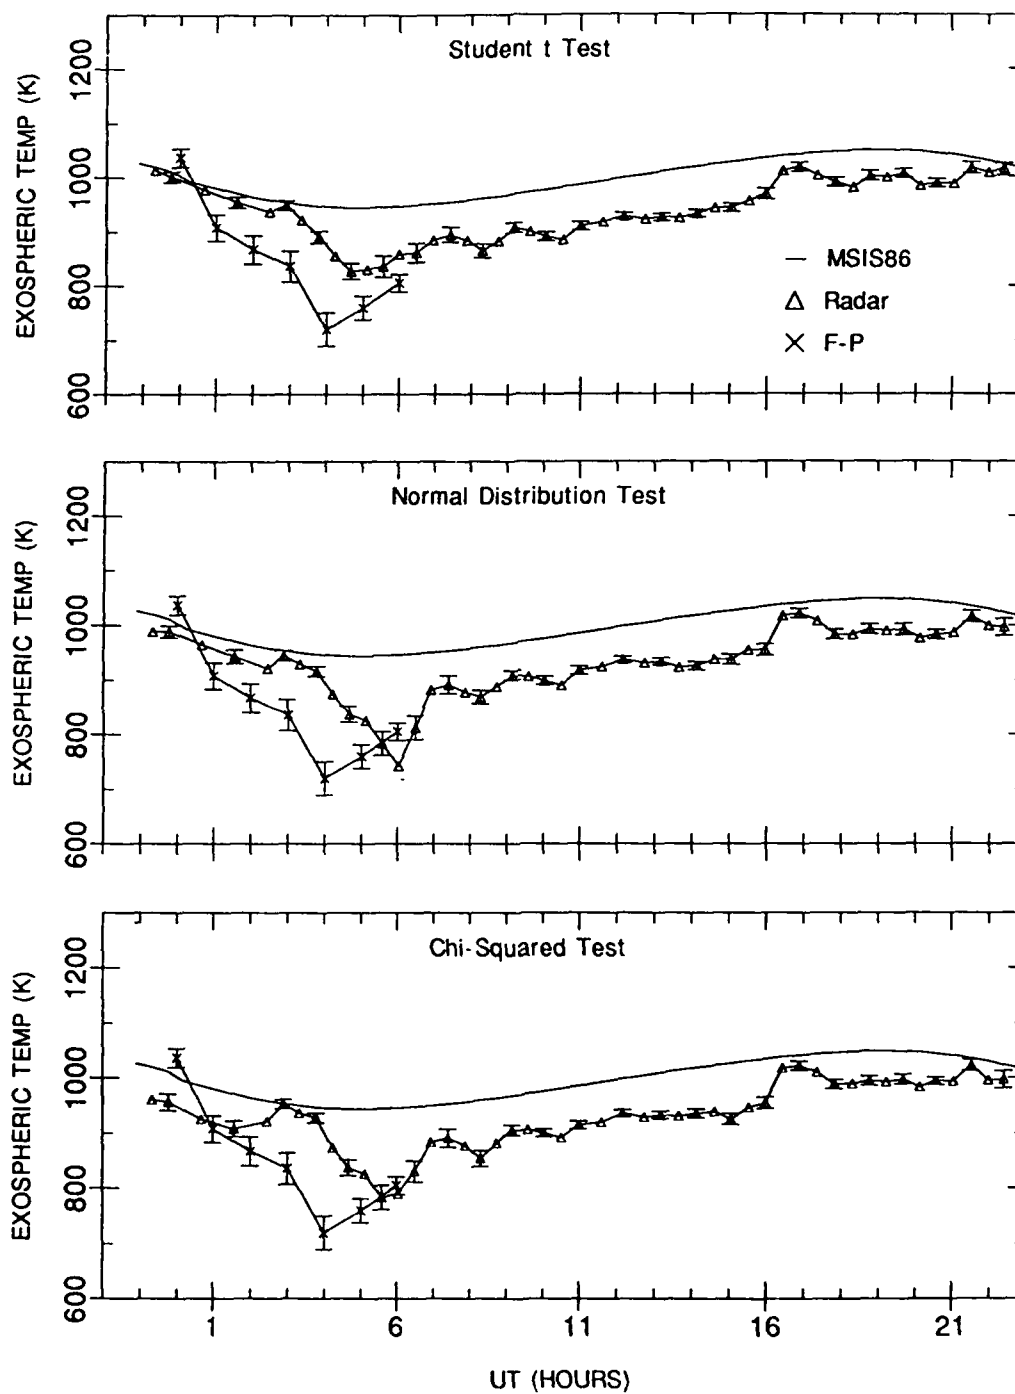 Student t Test
EXOSPHERIC TEMP (K)
1200
1000
800
600
— MSIS86
△ Radar
× F-P
Normal Distribution Test
EXOSPHERIC TEMP (K)
1200
1000
800
600
Chi-Squared Test
EXOSPHERIC TEMP (K)
1200
1000
800
600
1 6 11 16 21
UT (HOURS)